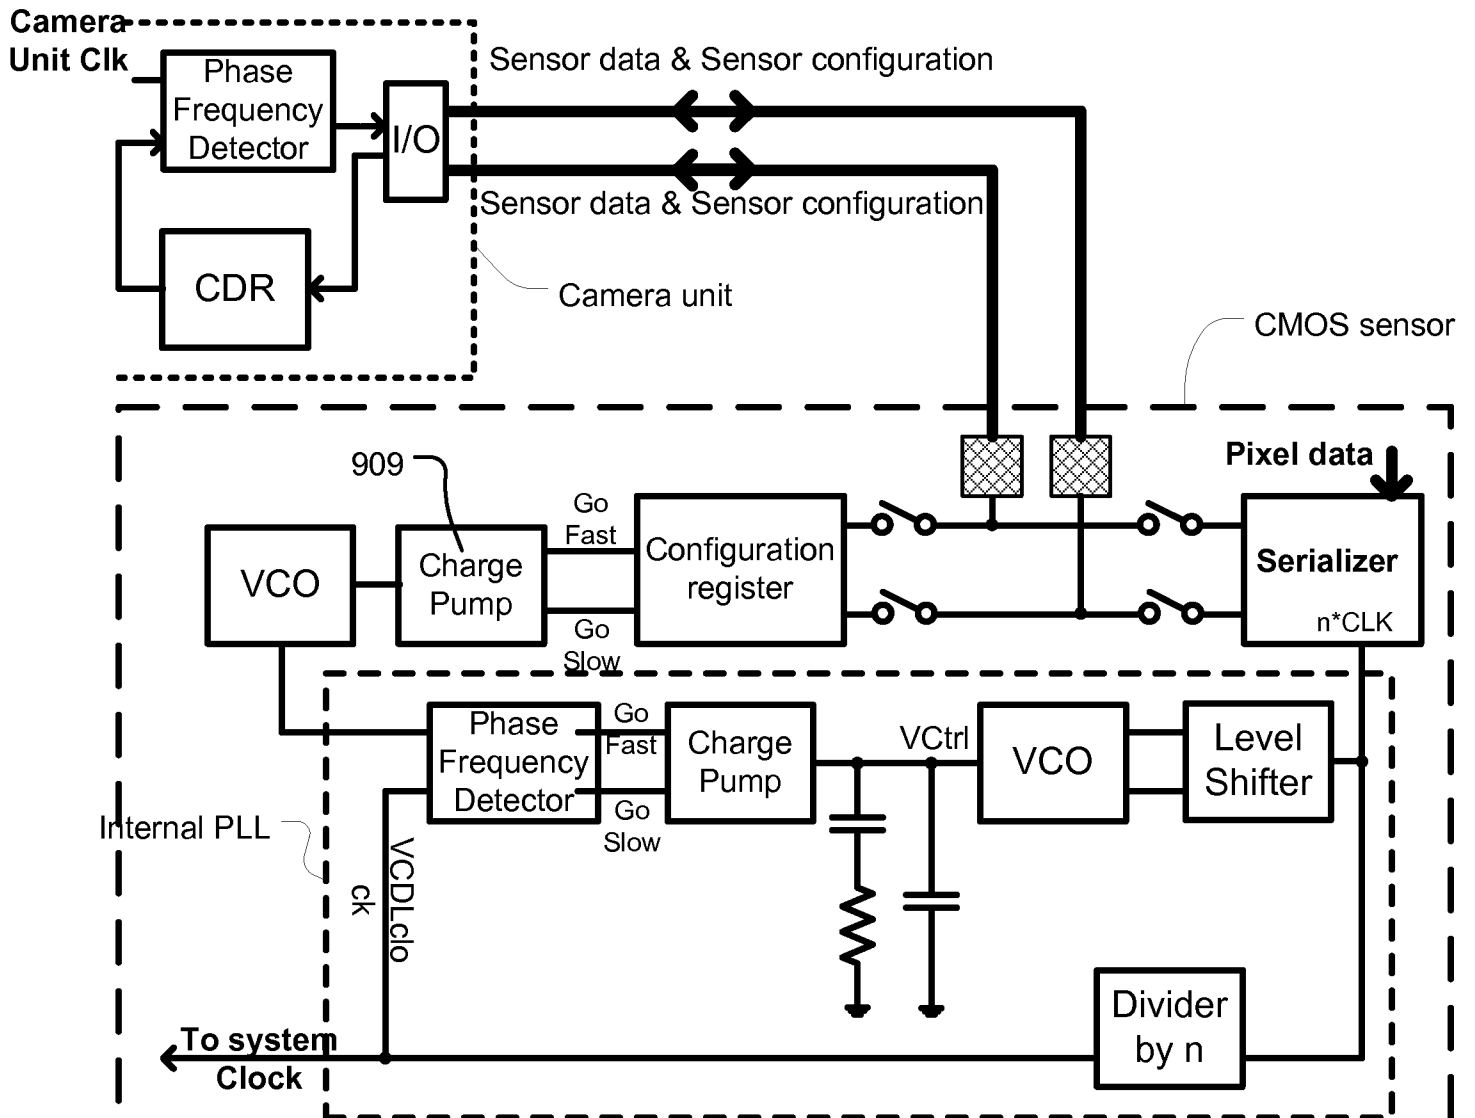 Camera
Unit Clk
Phase
Frequency
Detector
I/O
Sensor data & Sensor configuration
Sensor data & Sensor configuration
CDR
Camera unit
CMOS sensor
909
Pixel data
VCO
Charge
Pump
Go
Fast
Go
Slow
Configuration
register
Serializer
n*CLK
Phase
Frequency
Detector
Go
Fast
Go
Slow
Charge
Pump
VCtrl
VCO
Level
Shifter
Internal PLL
VCDLclo
ck
Divider
by n
To system
Clock